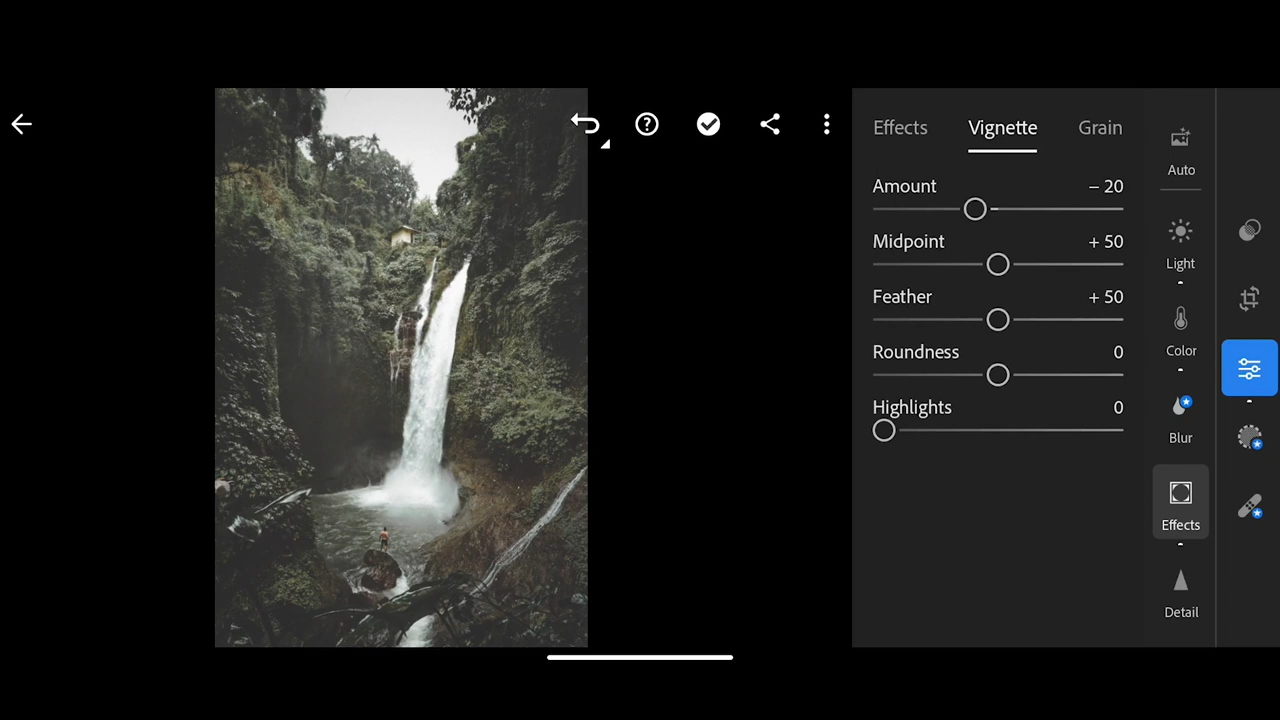 Effects Vignette Grain
Amount – 20
Midpoint + 50
Feather + 50
Roundness 0
Highlights 0
Auto
Light
Color
Blur
Effects
Detail